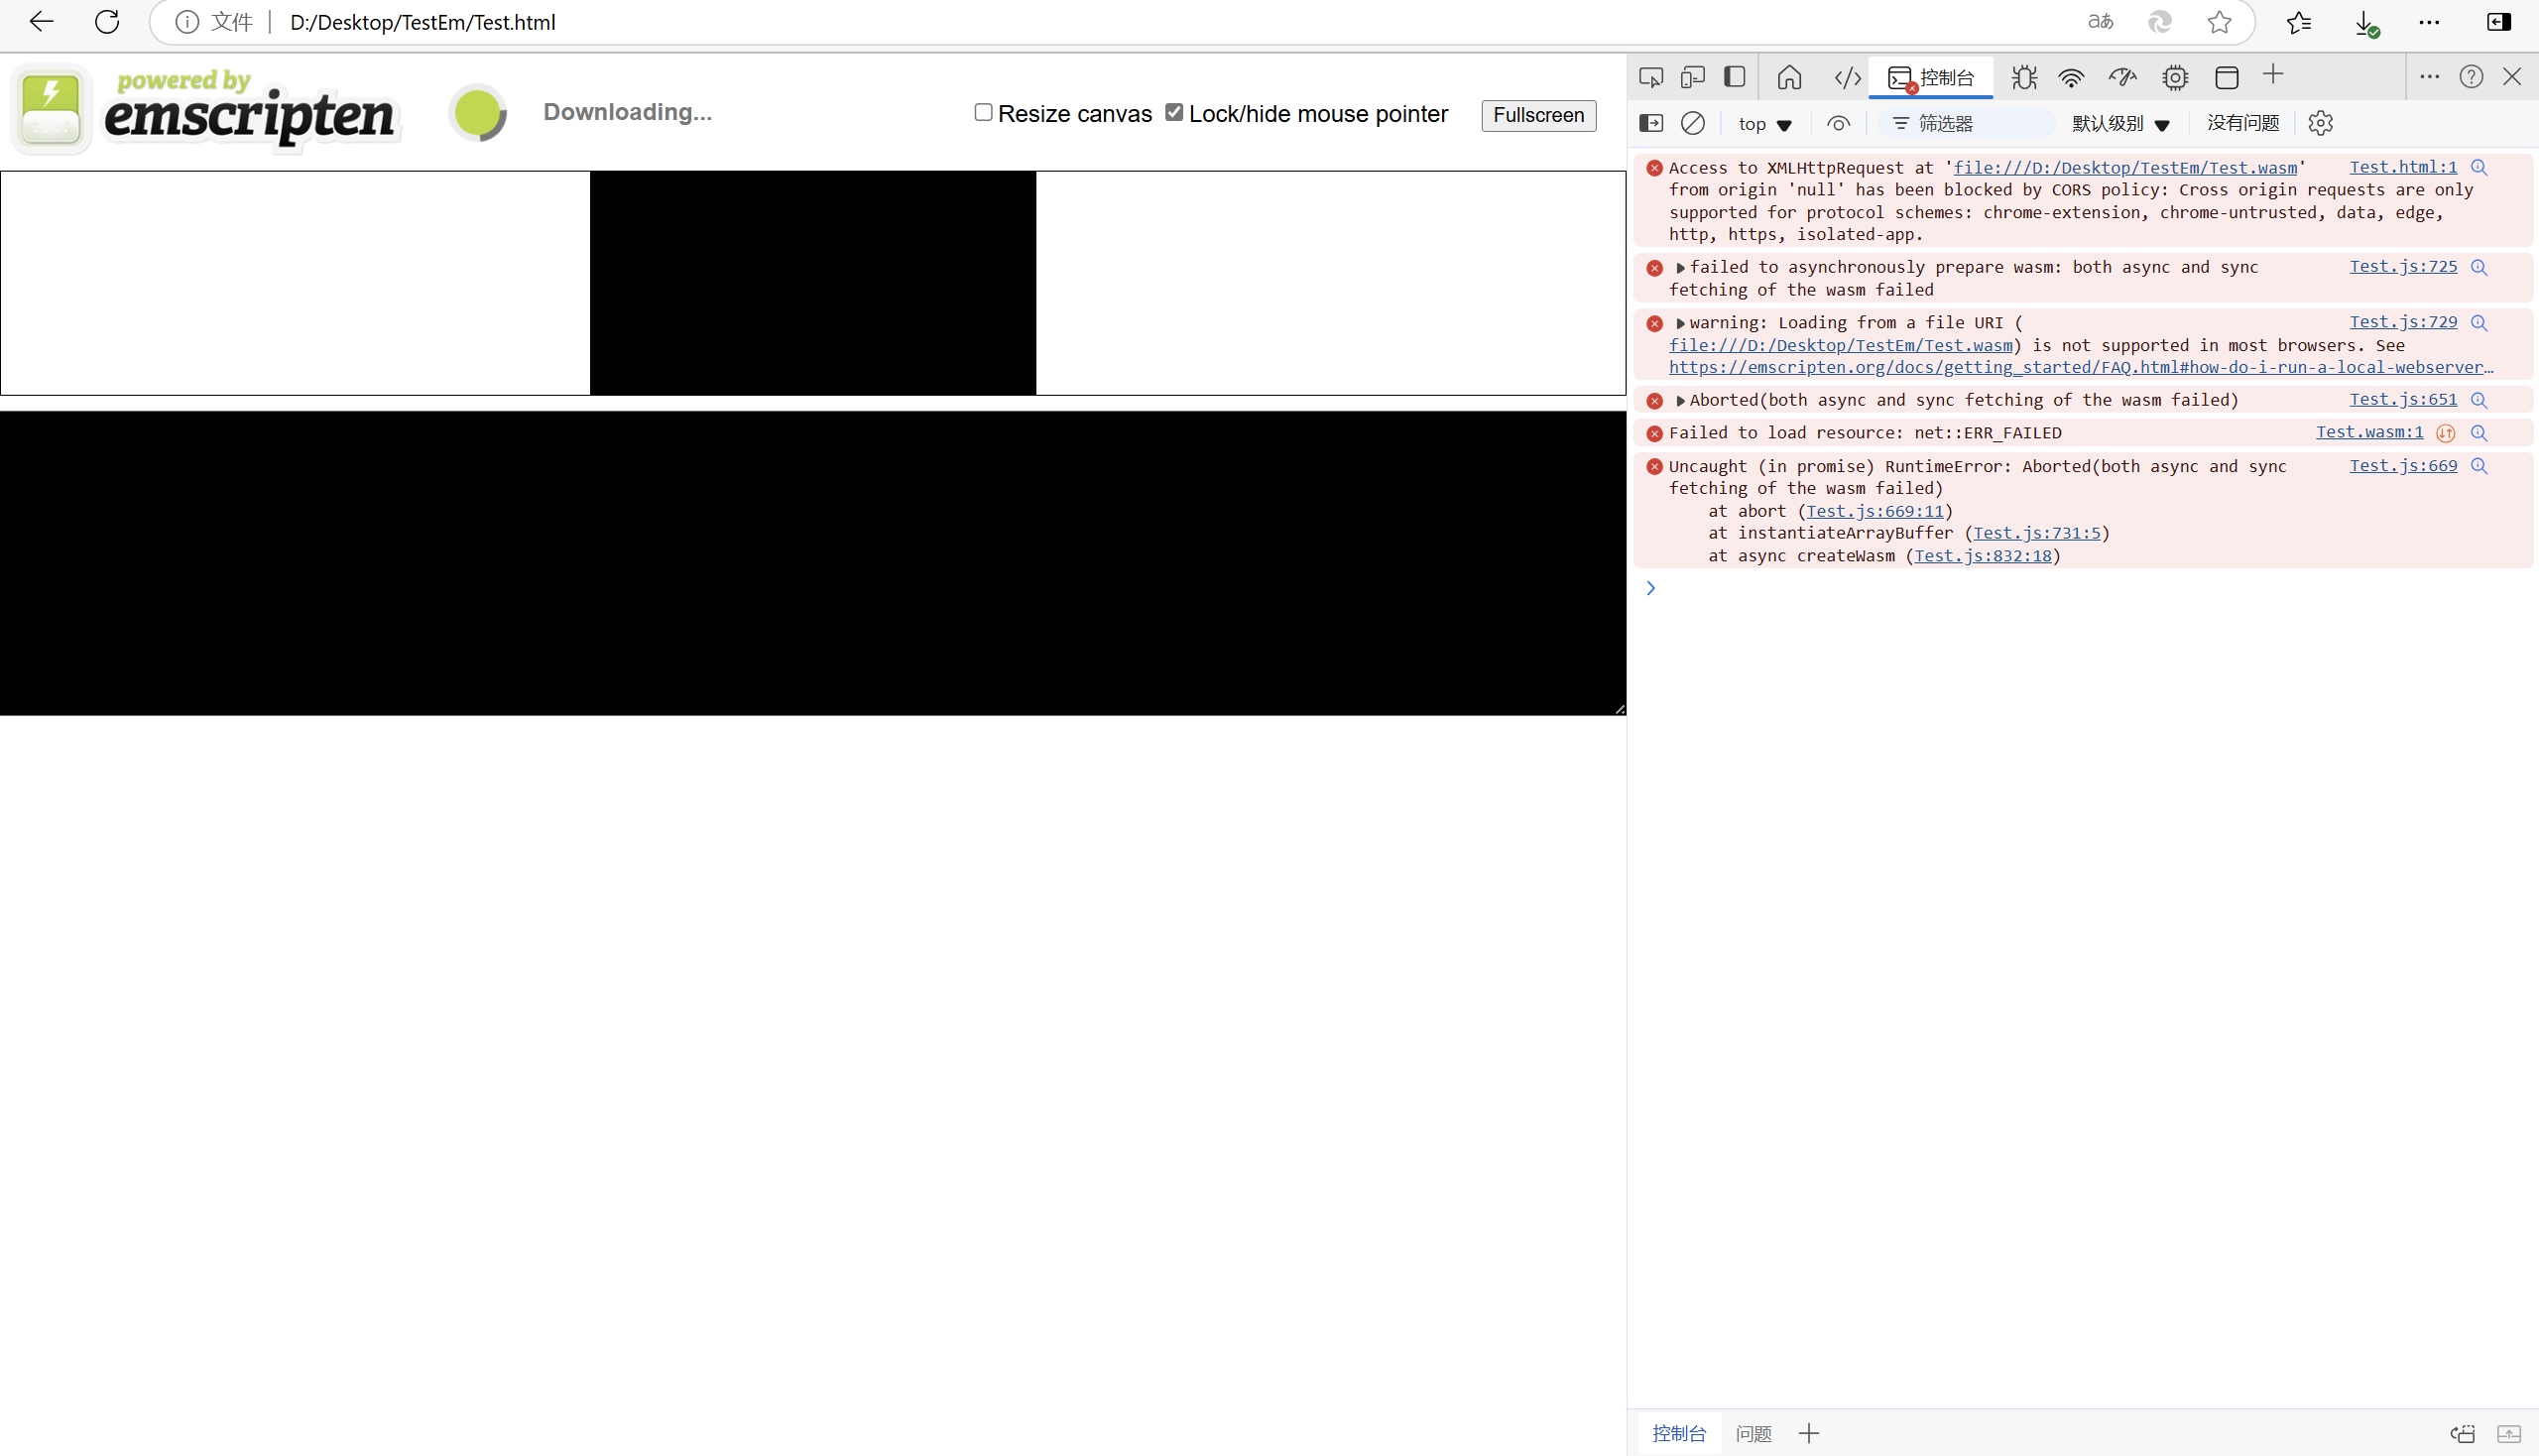 文件 D:/Desktop/TestEm/Test.html aあ
powered by
emscripten
Downloading...
Resize canvas Lock/hide mouse pointer Fullscreen
控制台
top 筛选器 默认级别 没有问题
Access to XMLHttpRequest at 'file:///D:/Desktop/TestEm/Test.wasm' Test.html:1
from origin 'null' has been blocked by CORS policy: Cross origin requests are only
supported for protocol schemes: chrome-extension, chrome-untrusted, data, edge,
http, https, isolated-app.
failed to asynchronously prepare wasm: both async and sync Test.js:725
fetching of the wasm failed
warning: Loading from a file URI ( Test.js:729
file:///D:/Desktop/TestEm/Test.wasm) is not supported in most browsers. See
https://emscripten.org/docs/getting_started/FAQ.html#how-do-i-run-a-local-webserver…
Aborted(both async and sync fetching of the wasm failed) Test.js:651
Failed to load resource: net::ERR_FAILED Test.wasm:1
Uncaught (in promise) RuntimeError: Aborted(both async and sync Test.js:669
fetching of the wasm failed)
at abort (Test.js:669:11)
at instantiateArrayBuffer (Test.js:731:5)
at async createWasm (Test.js:832:18)
控制台 问题